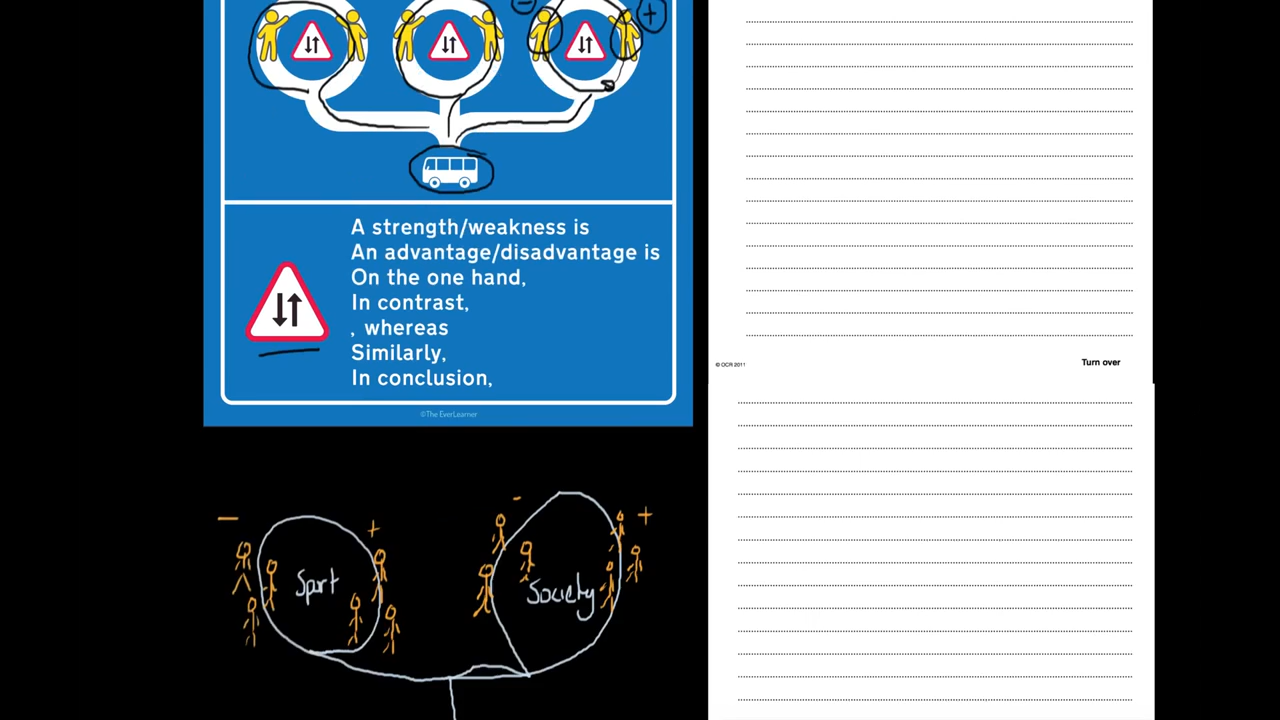 A strength/weakness is
An advantage/disadvantage is
On the one hand,
In contrast,
, whereas
Similarly,
In conclusion,
©The EverLearner
© OCR 2011
Turn over
- +
- +
- +
Sport
Society